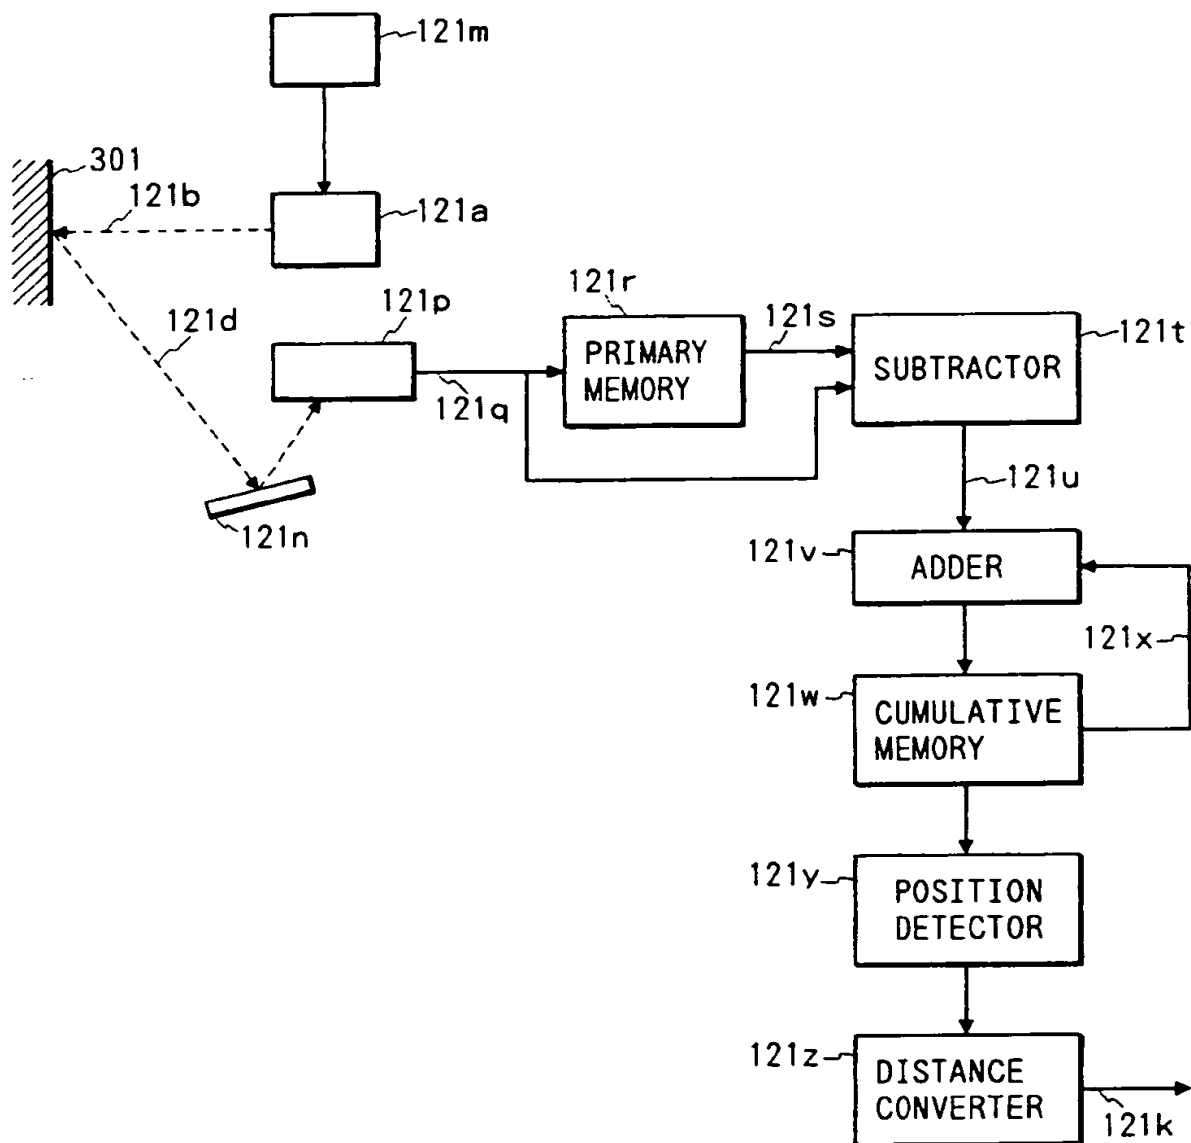 121m
301
121b
121a
121d
121p
121r
121s
121t
PRIMARY
MEMORY
SUBTRACTOR
121q
121u
121n
121v
ADDER
121x
121w
CUMULATIVE
MEMORY
121y
POSITION
DETECTOR
121z
DISTANCE
CONVERTER
121k